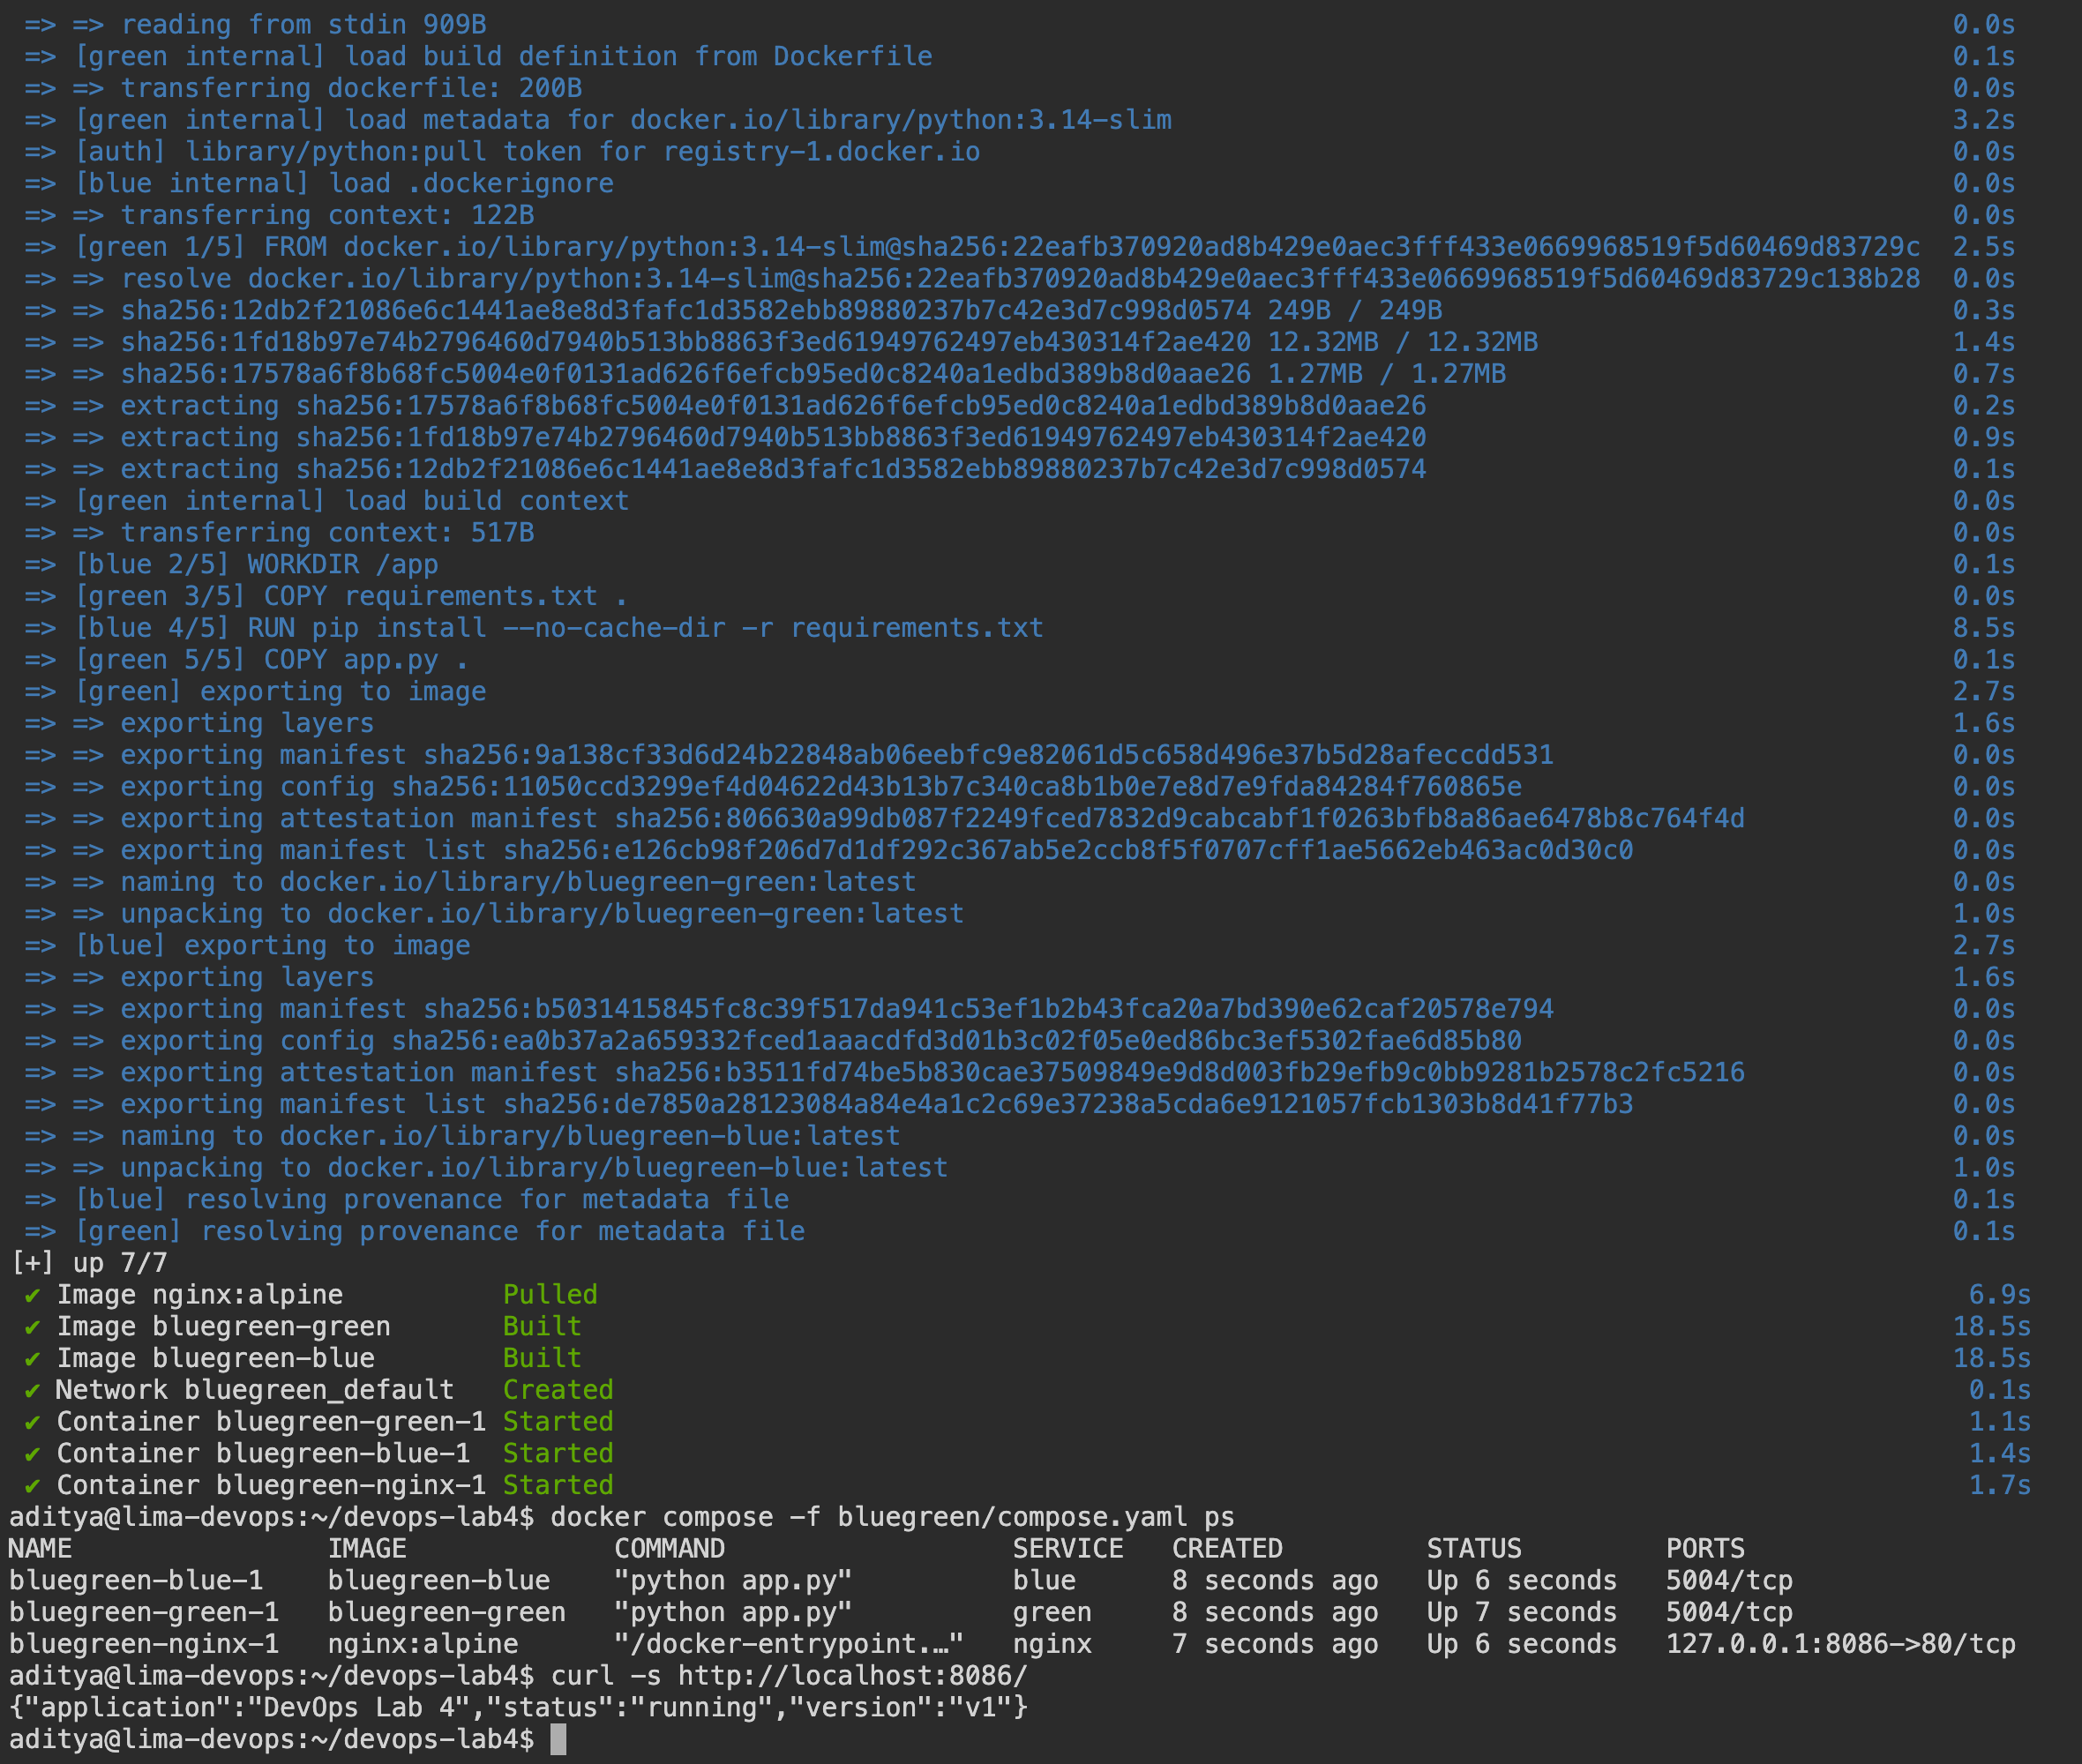 => => reading from stdin 909B 0.0s
=> [green internal] load build definition from Dockerfile 0.1s
=> => transferring dockerfile: 200B 0.0s
=> [green internal] load metadata for docker.io/library/python:3.14-slim 3.2s
=> [auth] library/python:pull token for registry-1.docker.io 0.0s
=> [blue internal] load .dockerignore 0.0s
=> => transferring context: 122B 0.0s
=> [green 1/5] FROM docker.io/library/python:3.14-slim@sha256:22eafb370920ad8b429e0aec3fff433e0669968519f5d60469d83729c 2.5s
=> => resolve docker.io/library/python:3.14-slim@sha256:22eafb370920ad8b429e0aec3fff433e0669968519f5d60469d83729c138b28 0.0s
=> => sha256:12db2f21086e6c1441ae8e8d3fafc1d3582ebb89880237b7c42e3d7c998d0574 249B / 249B 0.3s
=> => sha256:1fd18b97e74b2796460d7940b513bb8863f3ed61949762497eb430314f2ae420 12.32MB / 12.32MB 1.4s
=> => sha256:17578a6f8b68fc5004e0f0131ad626f6efcb95ed0c8240a1edbd389b8d0aae26 1.27MB / 1.27MB 0.7s
=> => extracting sha256:17578a6f8b68fc5004e0f0131ad626f6efcb95ed0c8240a1edbd389b8d0aae26 0.2s
=> => extracting sha256:1fd18b97e74b2796460d7940b513bb8863f3ed61949762497eb430314f2ae420 0.9s
=> => extracting sha256:12db2f21086e6c1441ae8e8d3fafc1d3582ebb89880237b7c42e3d7c998d0574 0.1s
=> [green internal] load build context 0.0s
=> => transferring context: 517B 0.0s
=> [blue 2/5] WORKDIR /app 0.1s
=> [green 3/5] COPY requirements.txt . 0.0s
=> [blue 4/5] RUN pip install --no-cache-dir -r requirements.txt 8.5s
=> [green 5/5] COPY app.py . 0.1s
=> [green] exporting to image 2.7s
=> => exporting layers 1.6s
=> => exporting manifest sha256:9a138cf33d6d24b22848ab06eebfc9e82061d5c658d496e37b5d28afeccdd531 0.0s
=> => exporting config sha256:11050ccd3299ef4d04622d43b13b7c340ca8b1b0e7e8d7e9fda84284f760865e 0.0s
=> => exporting attestation manifest sha256:806630a99db087f2249fced7832d9cabcabf1f0263bfb8a86ae6478b8c764f4d 0.0s
=> => exporting manifest list sha256:e126cb98f206d7d1df292c367ab5e2ccb8f5f0707cff1ae5662eb463ac0d30c0 0.0s
=> => naming to docker.io/library/bluegreen-green:latest 0.0s
=> => unpacking to docker.io/library/bluegreen-green:latest 1.0s
=> [blue] exporting to image 2.7s
=> => exporting layers 1.6s
=> => exporting manifest sha256:b5031415845fc8c39f517da941c53ef1b2b43fca20a7bd390e62caf20578e794 0.0s
=> => exporting config sha256:ea0b37a2a659332fced1aaacdfd3d01b3c02f05e0ed86bc3ef5302fae6d85b80 0.0s
=> => exporting attestation manifest sha256:b3511fd74be5b830cae37509849e9d8d003fb29efb9c0bb9281b2578c2fc5216 0.0s
=> => exporting manifest list sha256:de7850a28123084a84e4a1c2c69e37238a5cda6e9121057fcb1303b8d41f77b3 0.0s
=> => naming to docker.io/library/bluegreen-blue:latest 0.0s
=> => unpacking to docker.io/library/bluegreen-blue:latest 1.0s
=> [blue] resolving provenance for metadata file 0.1s
=> [green] resolving provenance for metadata file 0.1s
[+] up 7/7
✔ Image nginx:alpine Pulled 6.9s
✔ Image bluegreen-green Built 18.5s
✔ Image bluegreen-blue Built 18.5s
✔ Network bluegreen_default Created 0.1s
✔ Container bluegreen-green-1 Started 1.1s
✔ Container bluegreen-blue-1 Started 1.4s
✔ Container bluegreen-nginx-1 Started 1.7s
aditya@lima-devops:~/devops-lab4$ docker compose -f bluegreen/compose.yaml ps
NAME IMAGE COMMAND SERVICE CREATED STATUS PORTS
bluegreen-blue-1 bluegreen-blue "python app.py" blue 8 seconds ago Up 6 seconds 5004/tcp
bluegreen-green-1 bluegreen-green "python app.py" green 8 seconds ago Up 7 seconds 5004/tcp
bluegreen-nginx-1 nginx:alpine "/docker-entrypoint.…" nginx 7 seconds ago Up 6 seconds 127.0.0.1:8086->80/tcp
aditya@lima-devops:~/devops-lab4$ curl -s http://localhost:8086/
{"application":"DevOps Lab 4","status":"running","version":"v1"}
aditya@lima-devops:~/devops-lab4$